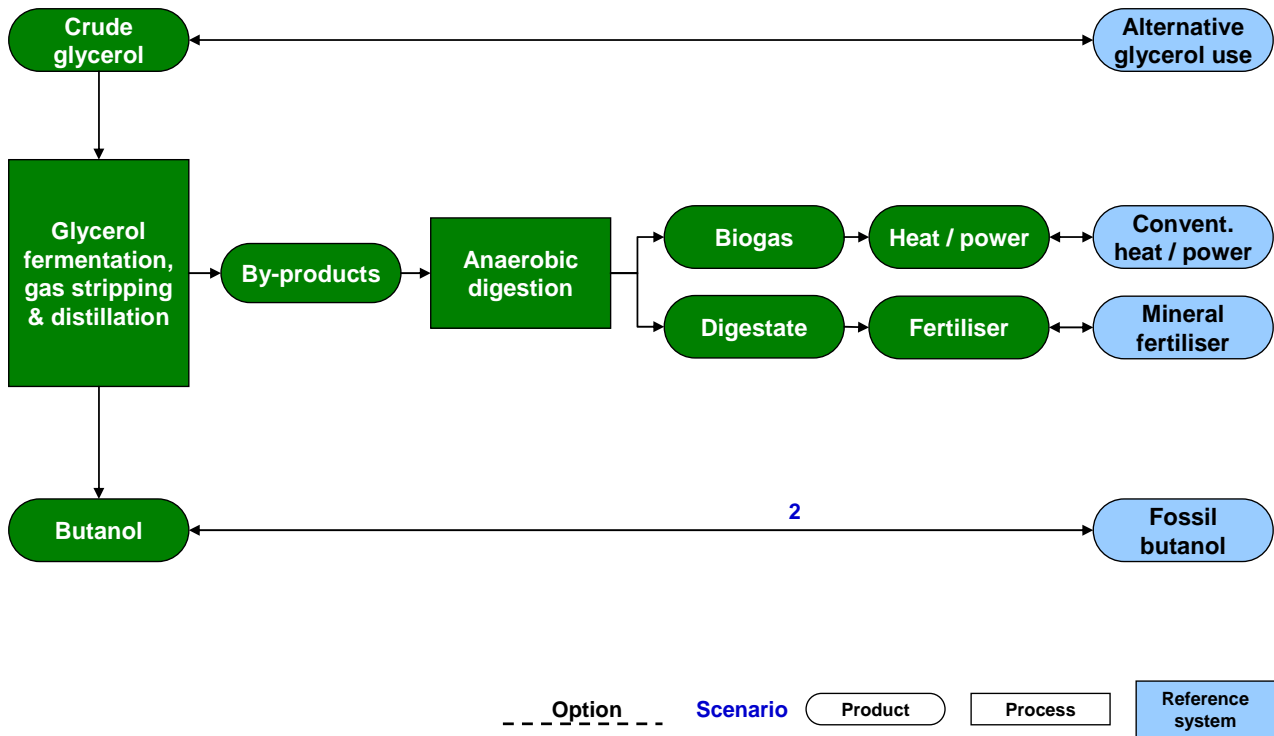 Crude
glycerol
Alternative
glycerol use
Glycerol
fermentation,
gas stripping
& distillation
By-products
Anaerobic
digestion
Biogas
Heat / power
Convent.
heat / power
Digestate
Fertiliser
Mineral
fertiliser
Butanol
2
Fossil
butanol
Option
Scenario
Product
Process
Reference
system